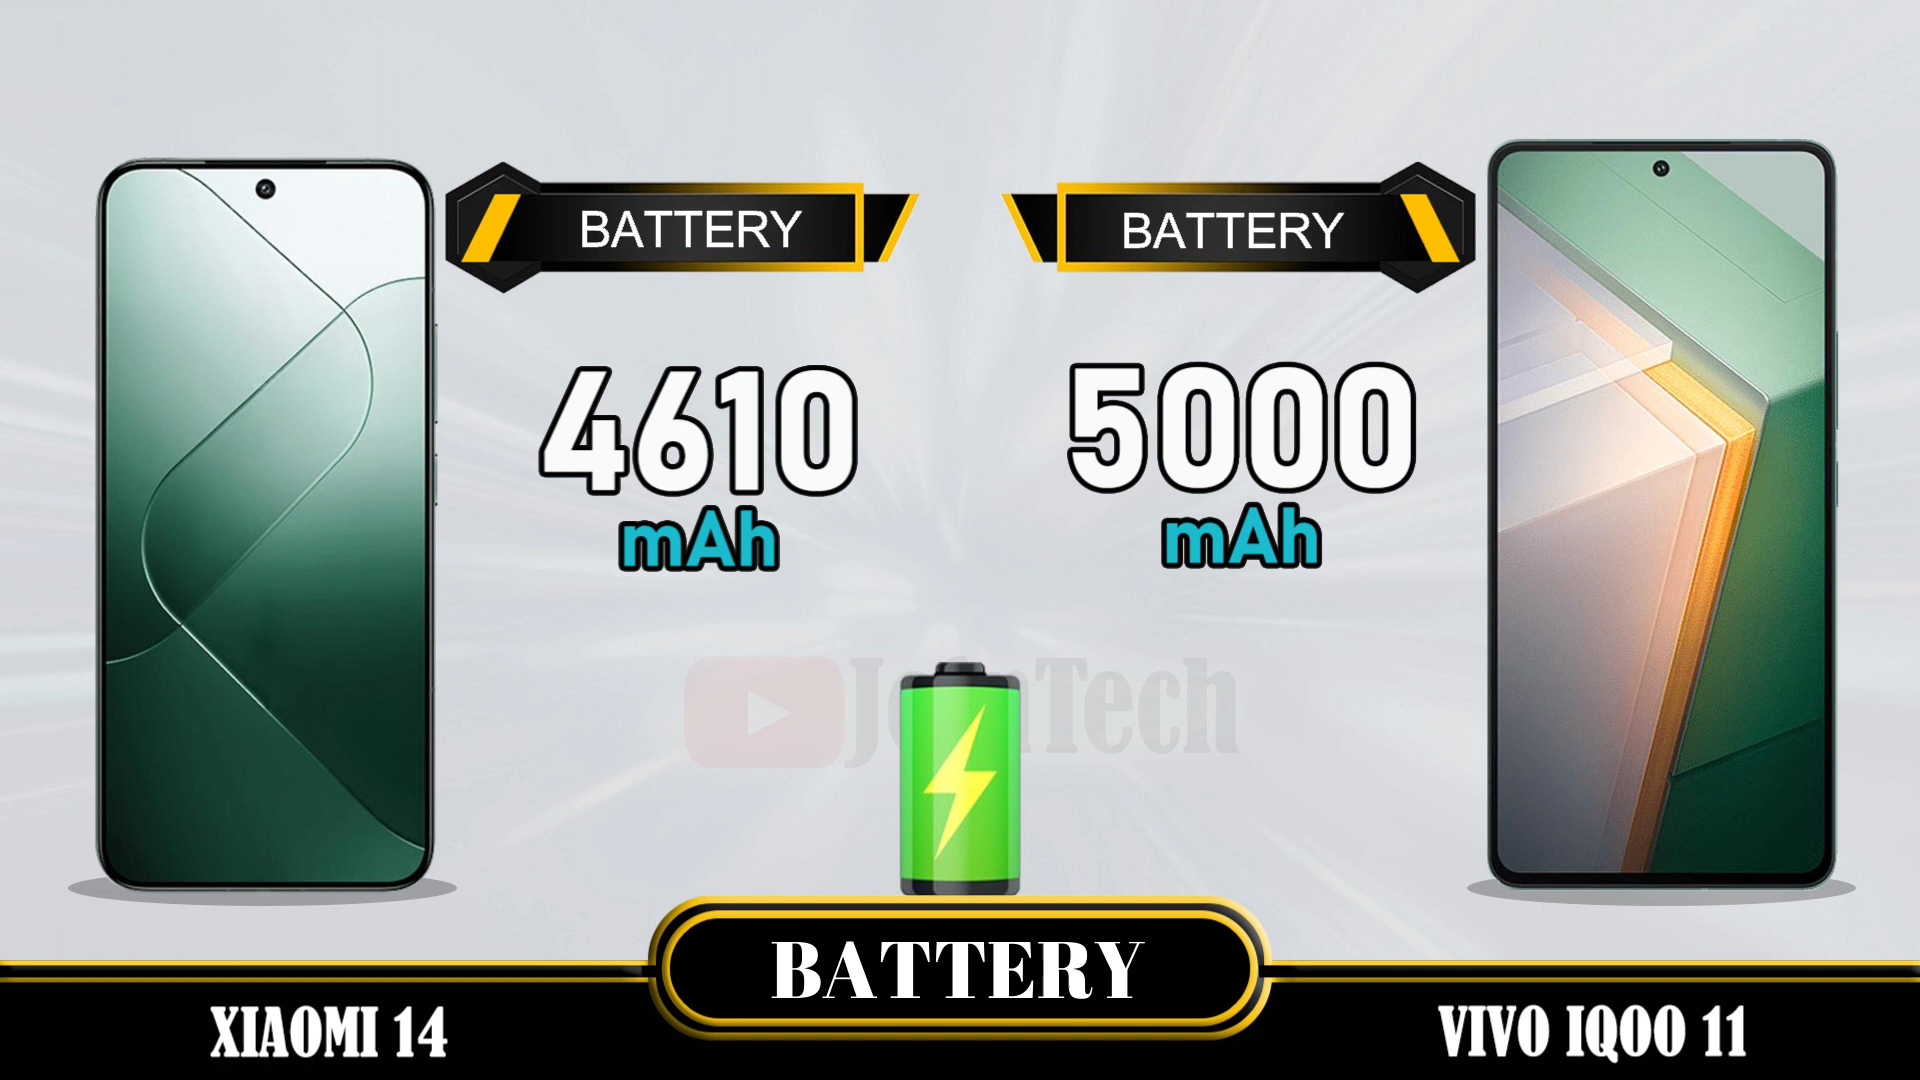 BATTERY
BATTERY
4610
mAh
5000
mAh
BATTERY
XIAOMI 14
VIVO IQOO 11